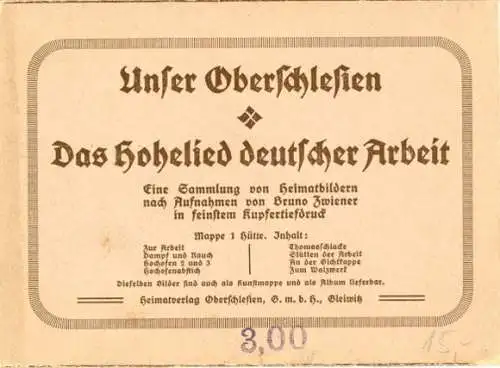 Unser Oberschlesien
Das Hohelied deutscher Arbeit
Eine Sammlung von Heimatbildern
nach Aufnahmen von Bruno Zwiener
in feinstem Kupfertiefdruck
Mappe 1 Hütte. Inhalt:
Zur Arbeit
Dampf und Rauch
Hochofen 2 und 3
Hochofenabstich
Thomasschlacke
Stätten der Arbeit
An der Gichtkappe
Zum Walzwerk
Dieselben Bilder sind auch als Kunstmappe und als Album lieferbar.
Heimatverlag Oberschlesien, G. m. b. H., Gleiwitz
3,00
15.-